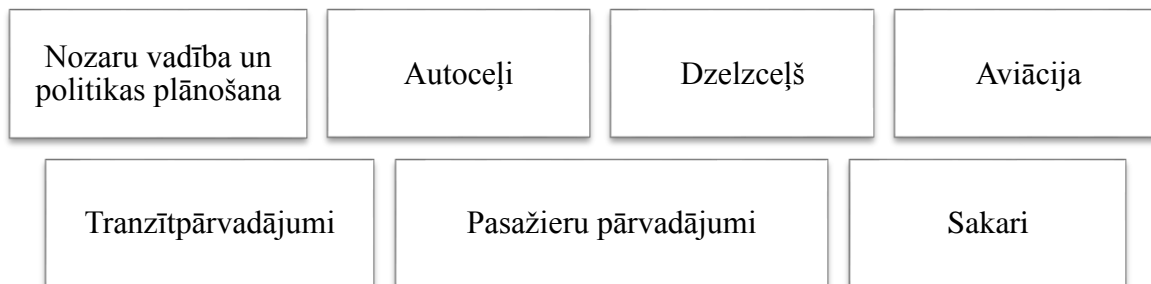 Nozaru vadība un
politikas plānošana
Autoceļi
Dzelzceļš
Aviācija
Tranzītpārvadājumi
Pasažieru pārvadājumi
Sakari